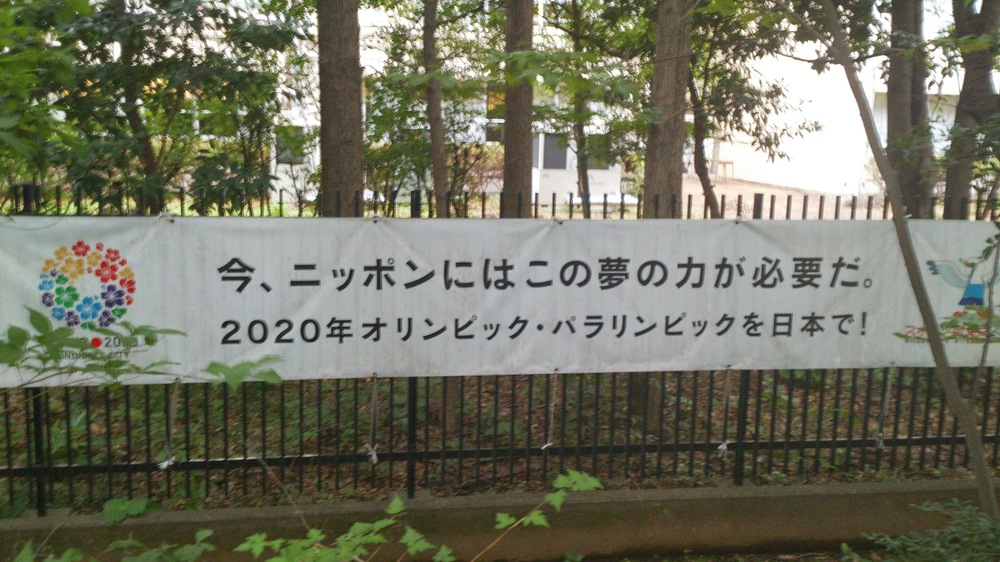 今、ニッポンにはこの夢の力が必要だ。
2020年オリンピック・パラリンピックを日本で!